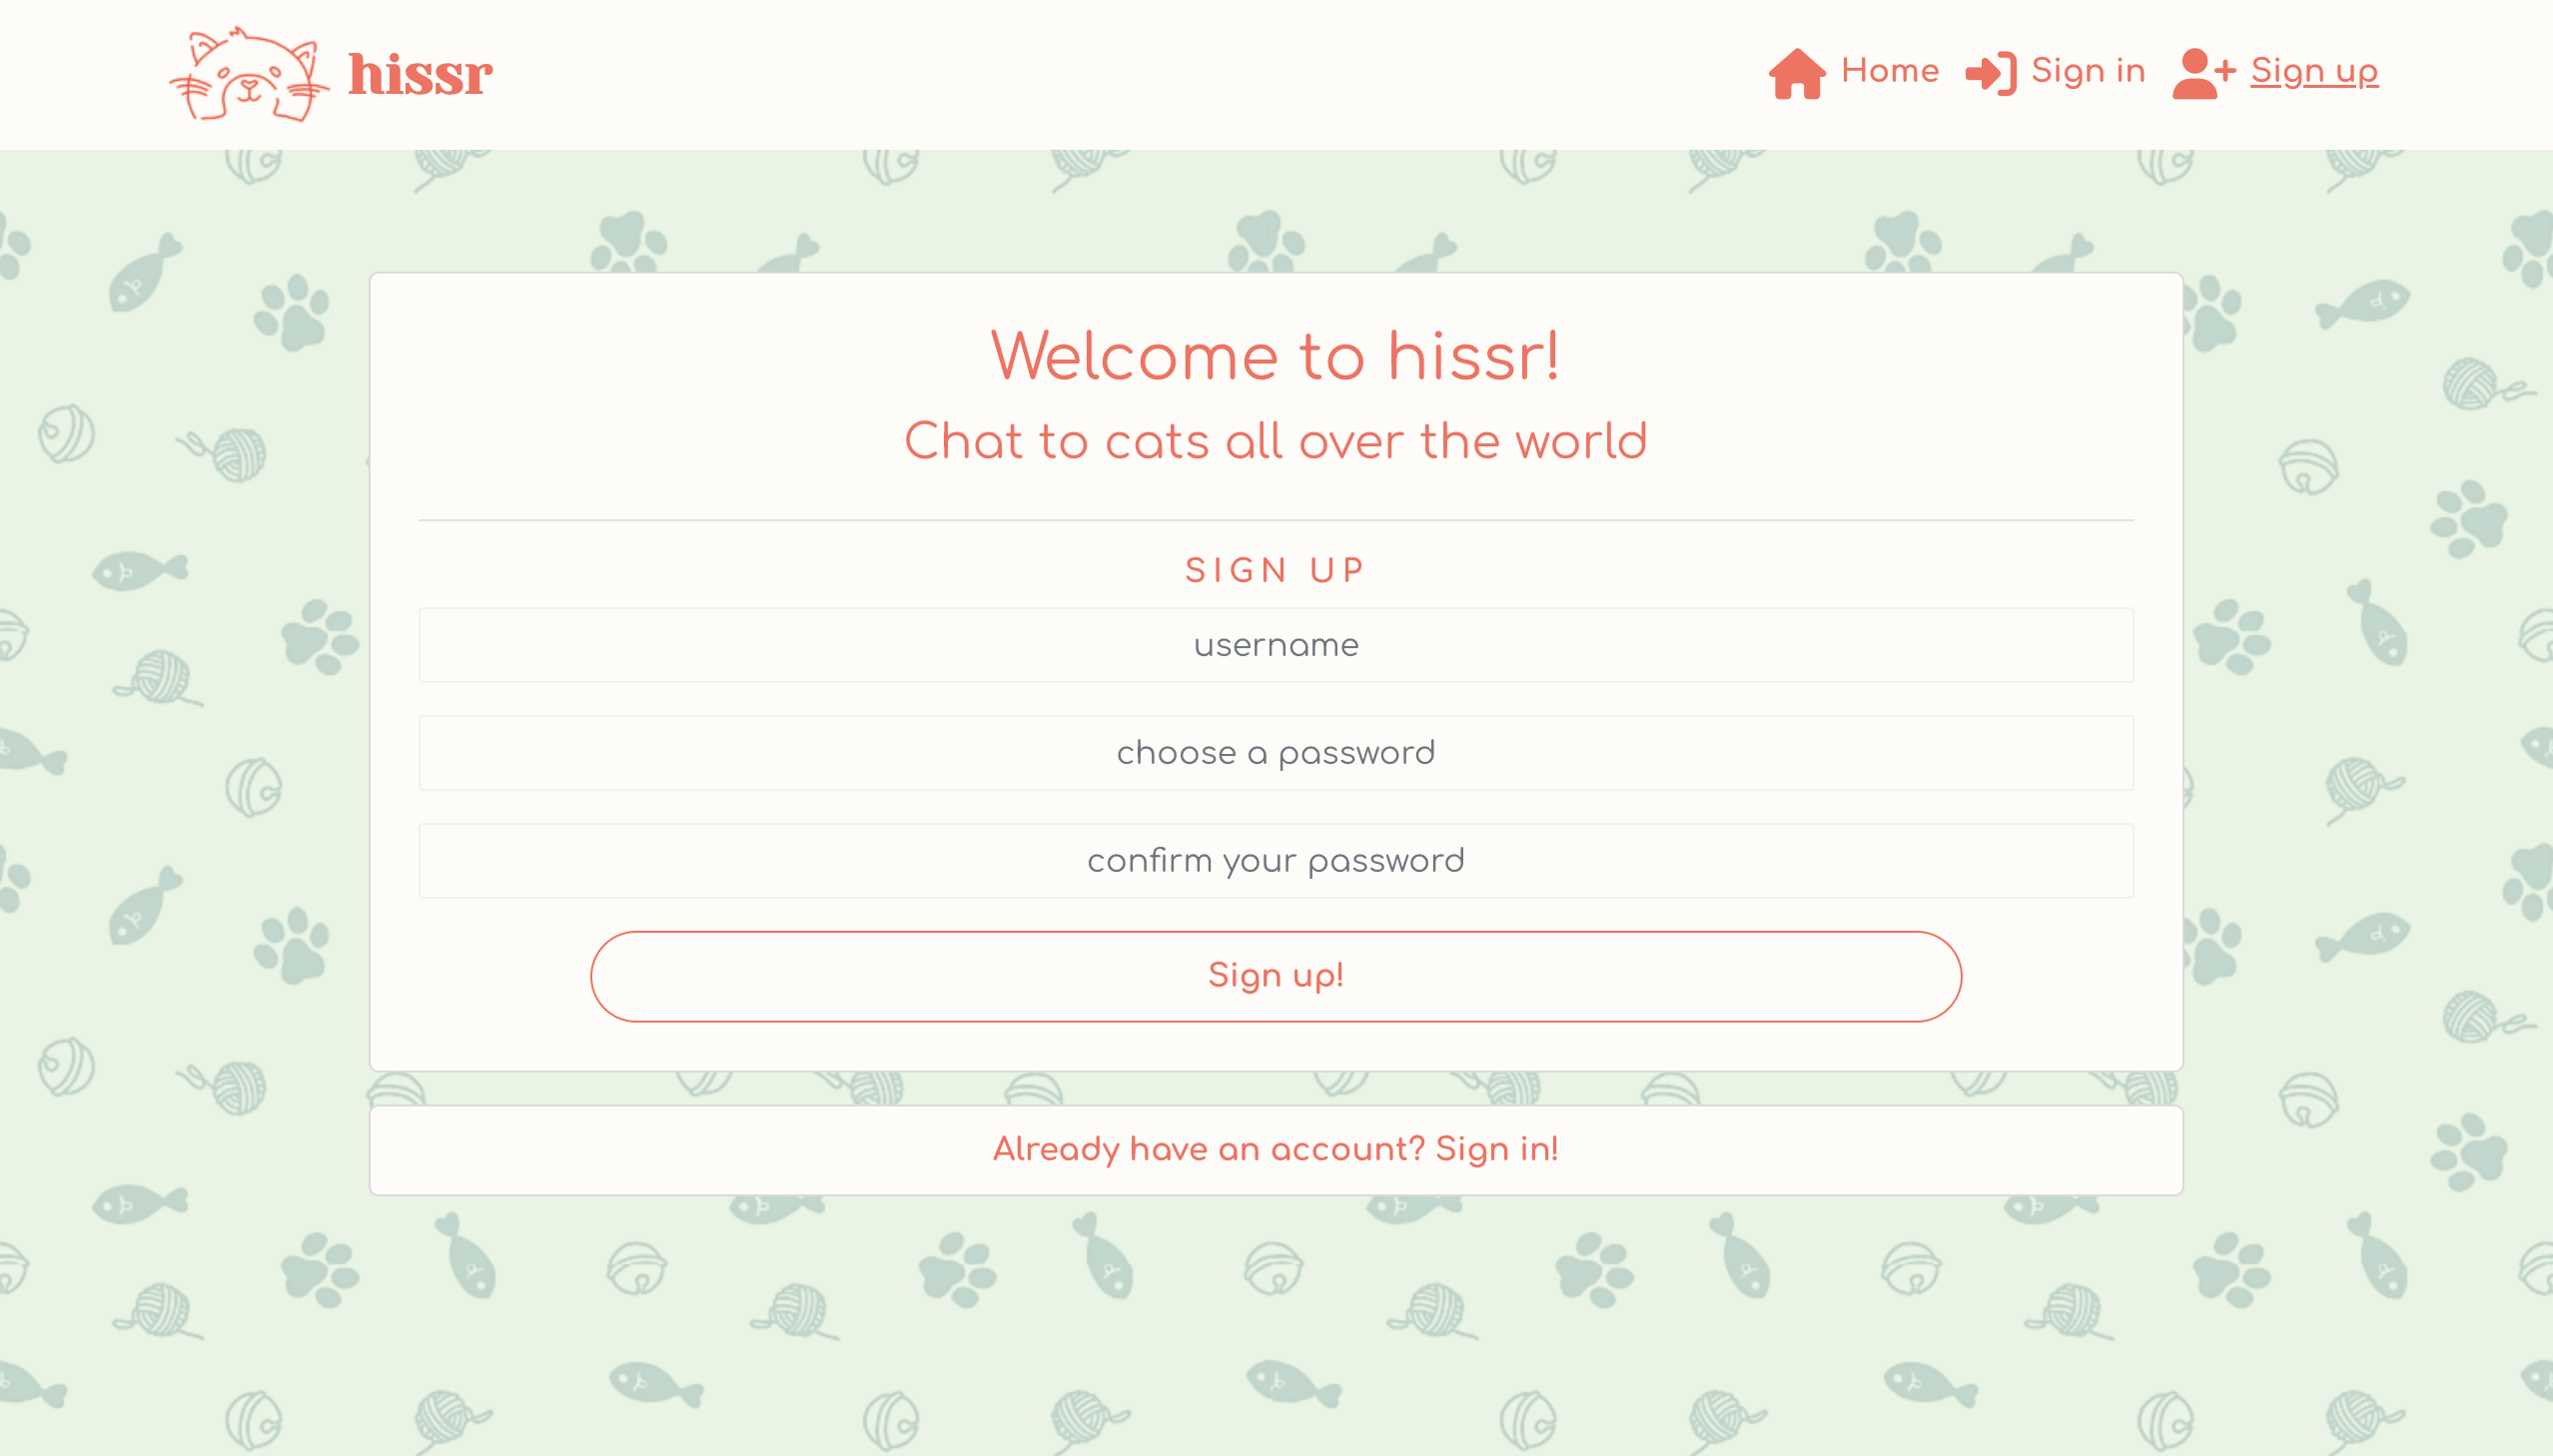 hissr
Home Sign in Sign up
Welcome to hissr!
Chat to cats all over the world
SIGN UP
username
choose a password
confirm your password
Sign up!
Already have an account? Sign in!